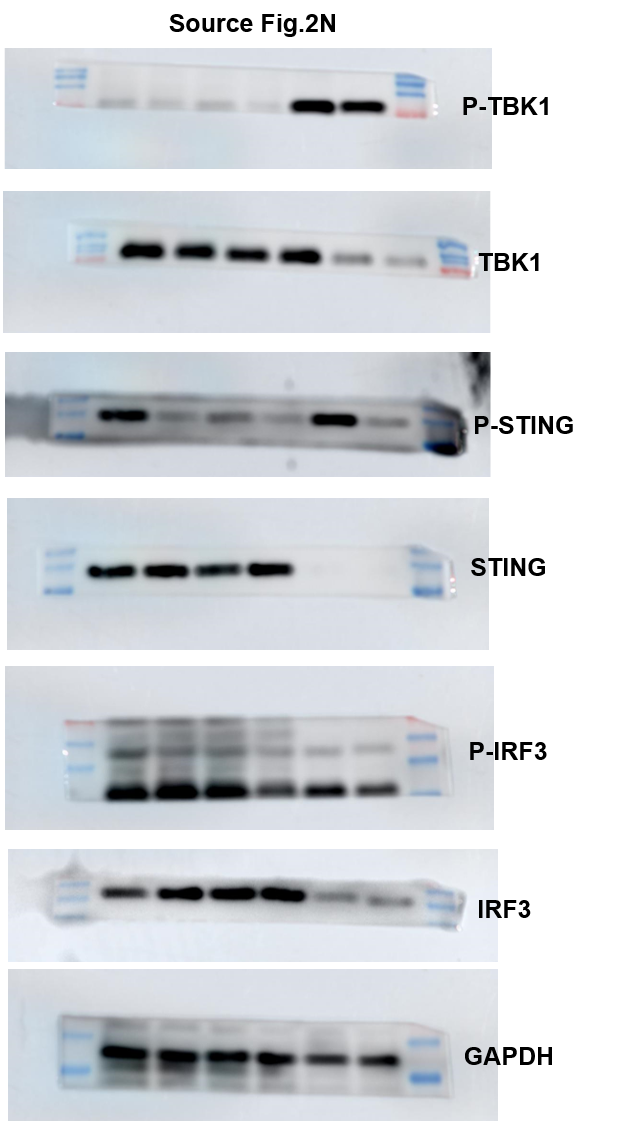 Source Fig.2N
P-TBK1
TBK1
P-STING
STING
P-IRF3
IRF3
GAPDH